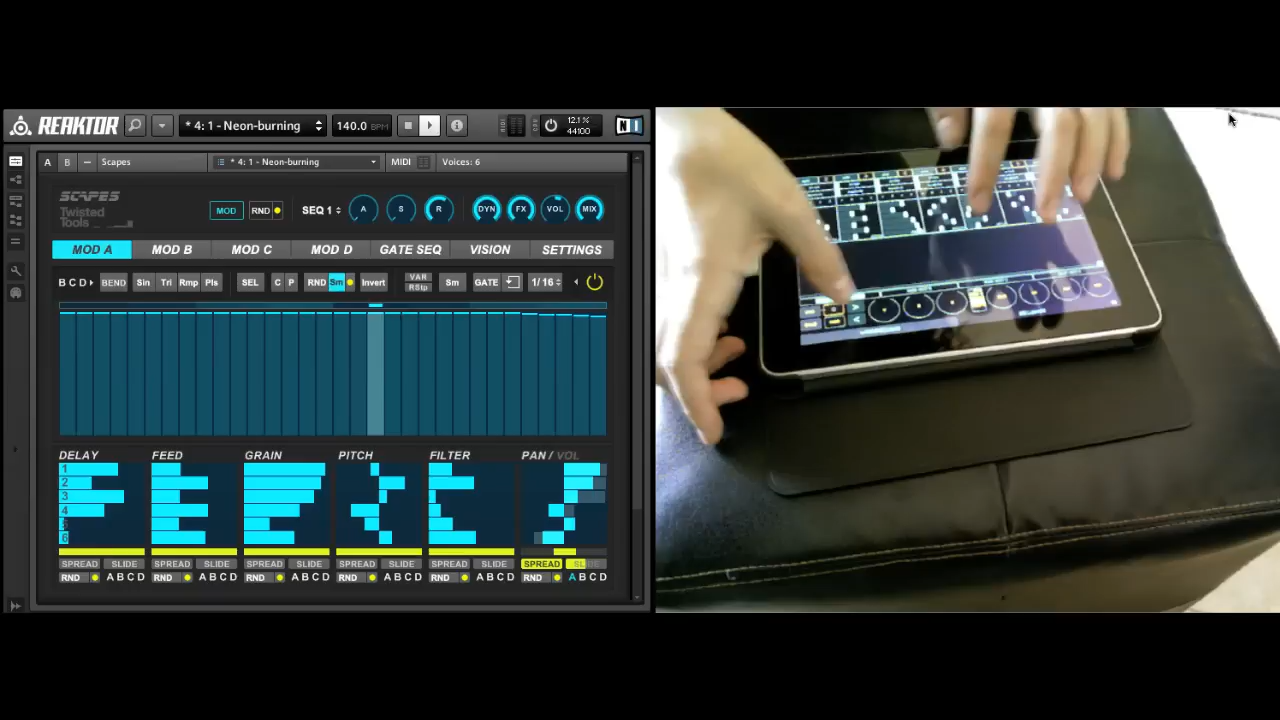 REAKTOR
* 4: 1 - Neon-burning
140.0 BPM
12.1 %
44100
NI
A B Scapes * 4: 1 - Neon-burning MIDI Voices: 6
SCAPES
Twisted
Tools
MOD RND SEQ 1 A S R DYN FX VOL MIX
MOD A MOD B MOD C MOD D GATE SEQ VISION SETTINGS
B C D BEND Sin Tri Rmp Pls SEL C P RND Sm Invert VAR RStp Sm GATE 1/16
DELAY FEED GRAIN PITCH FILTER PAN / VOL
1
2
3
4
5
6
SPREAD SLIDE SPREAD SLIDE SPREAD SLIDE SPREAD SLIDE SPREAD SLIDE SPREAD SLIDE
RND A B C D RND A B C D RND A B C D RND A B C D RND A B C D RND A B C D